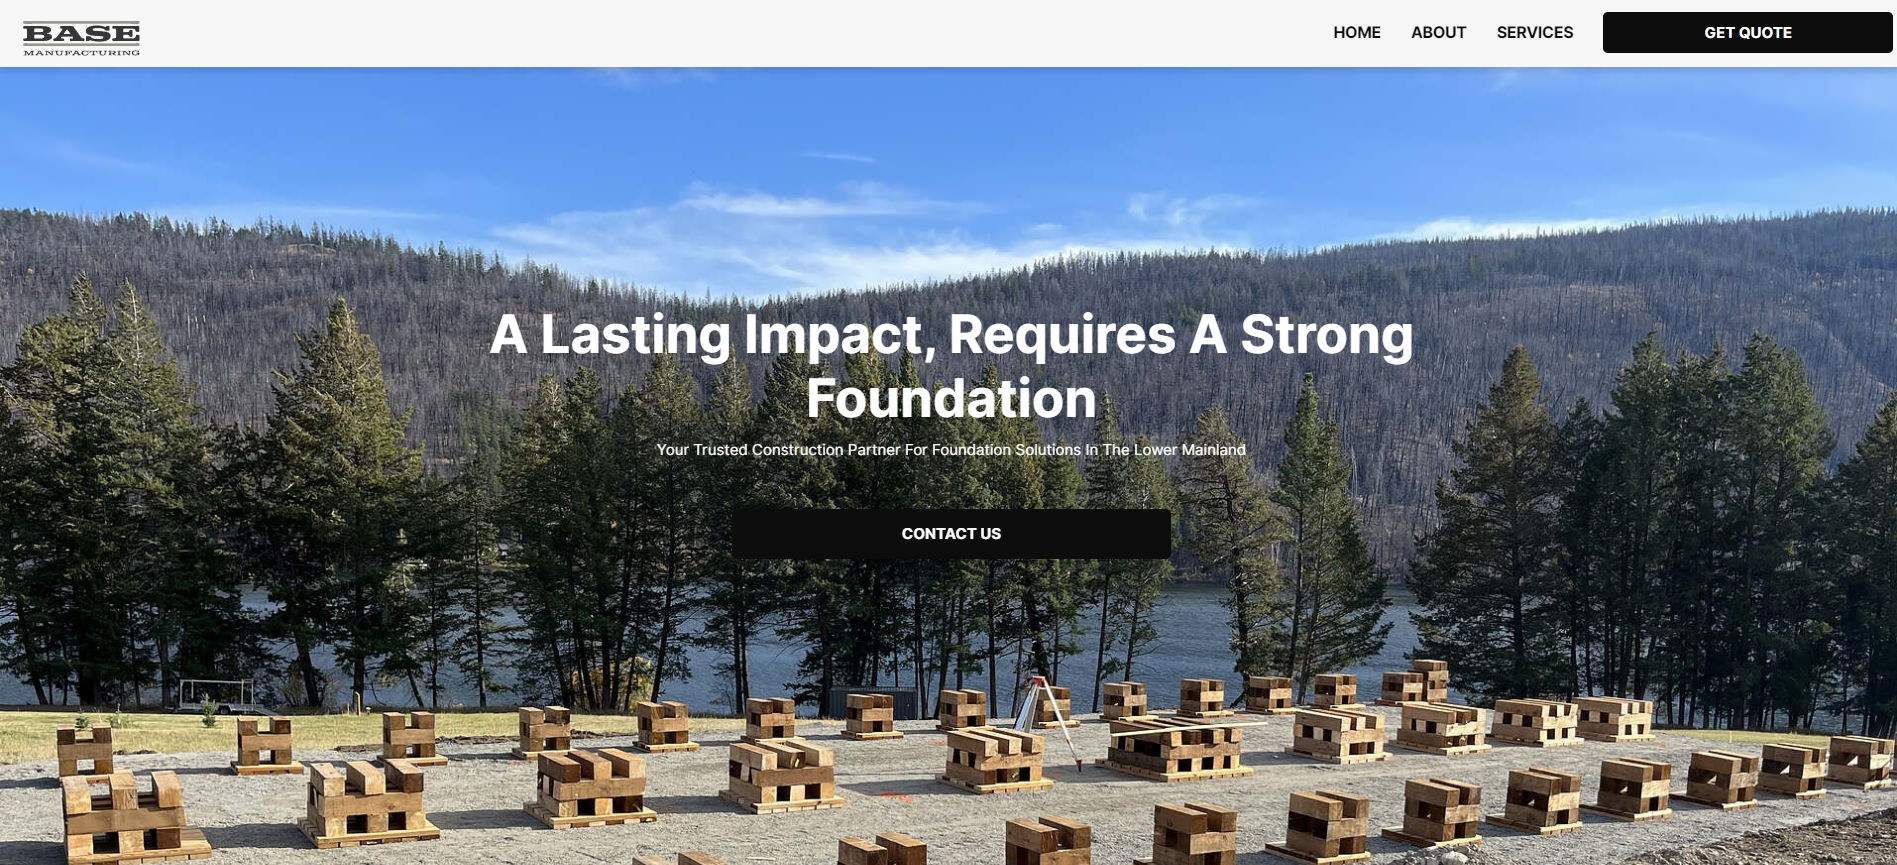 BASE
MANUFACTURING
HOME ABOUT SERVICES GET QUOTE
A Lasting Impact, Requires A Strong
Foundation
Your Trusted Construction Partner For Foundation Solutions In The Lower Mainland
CONTACT US